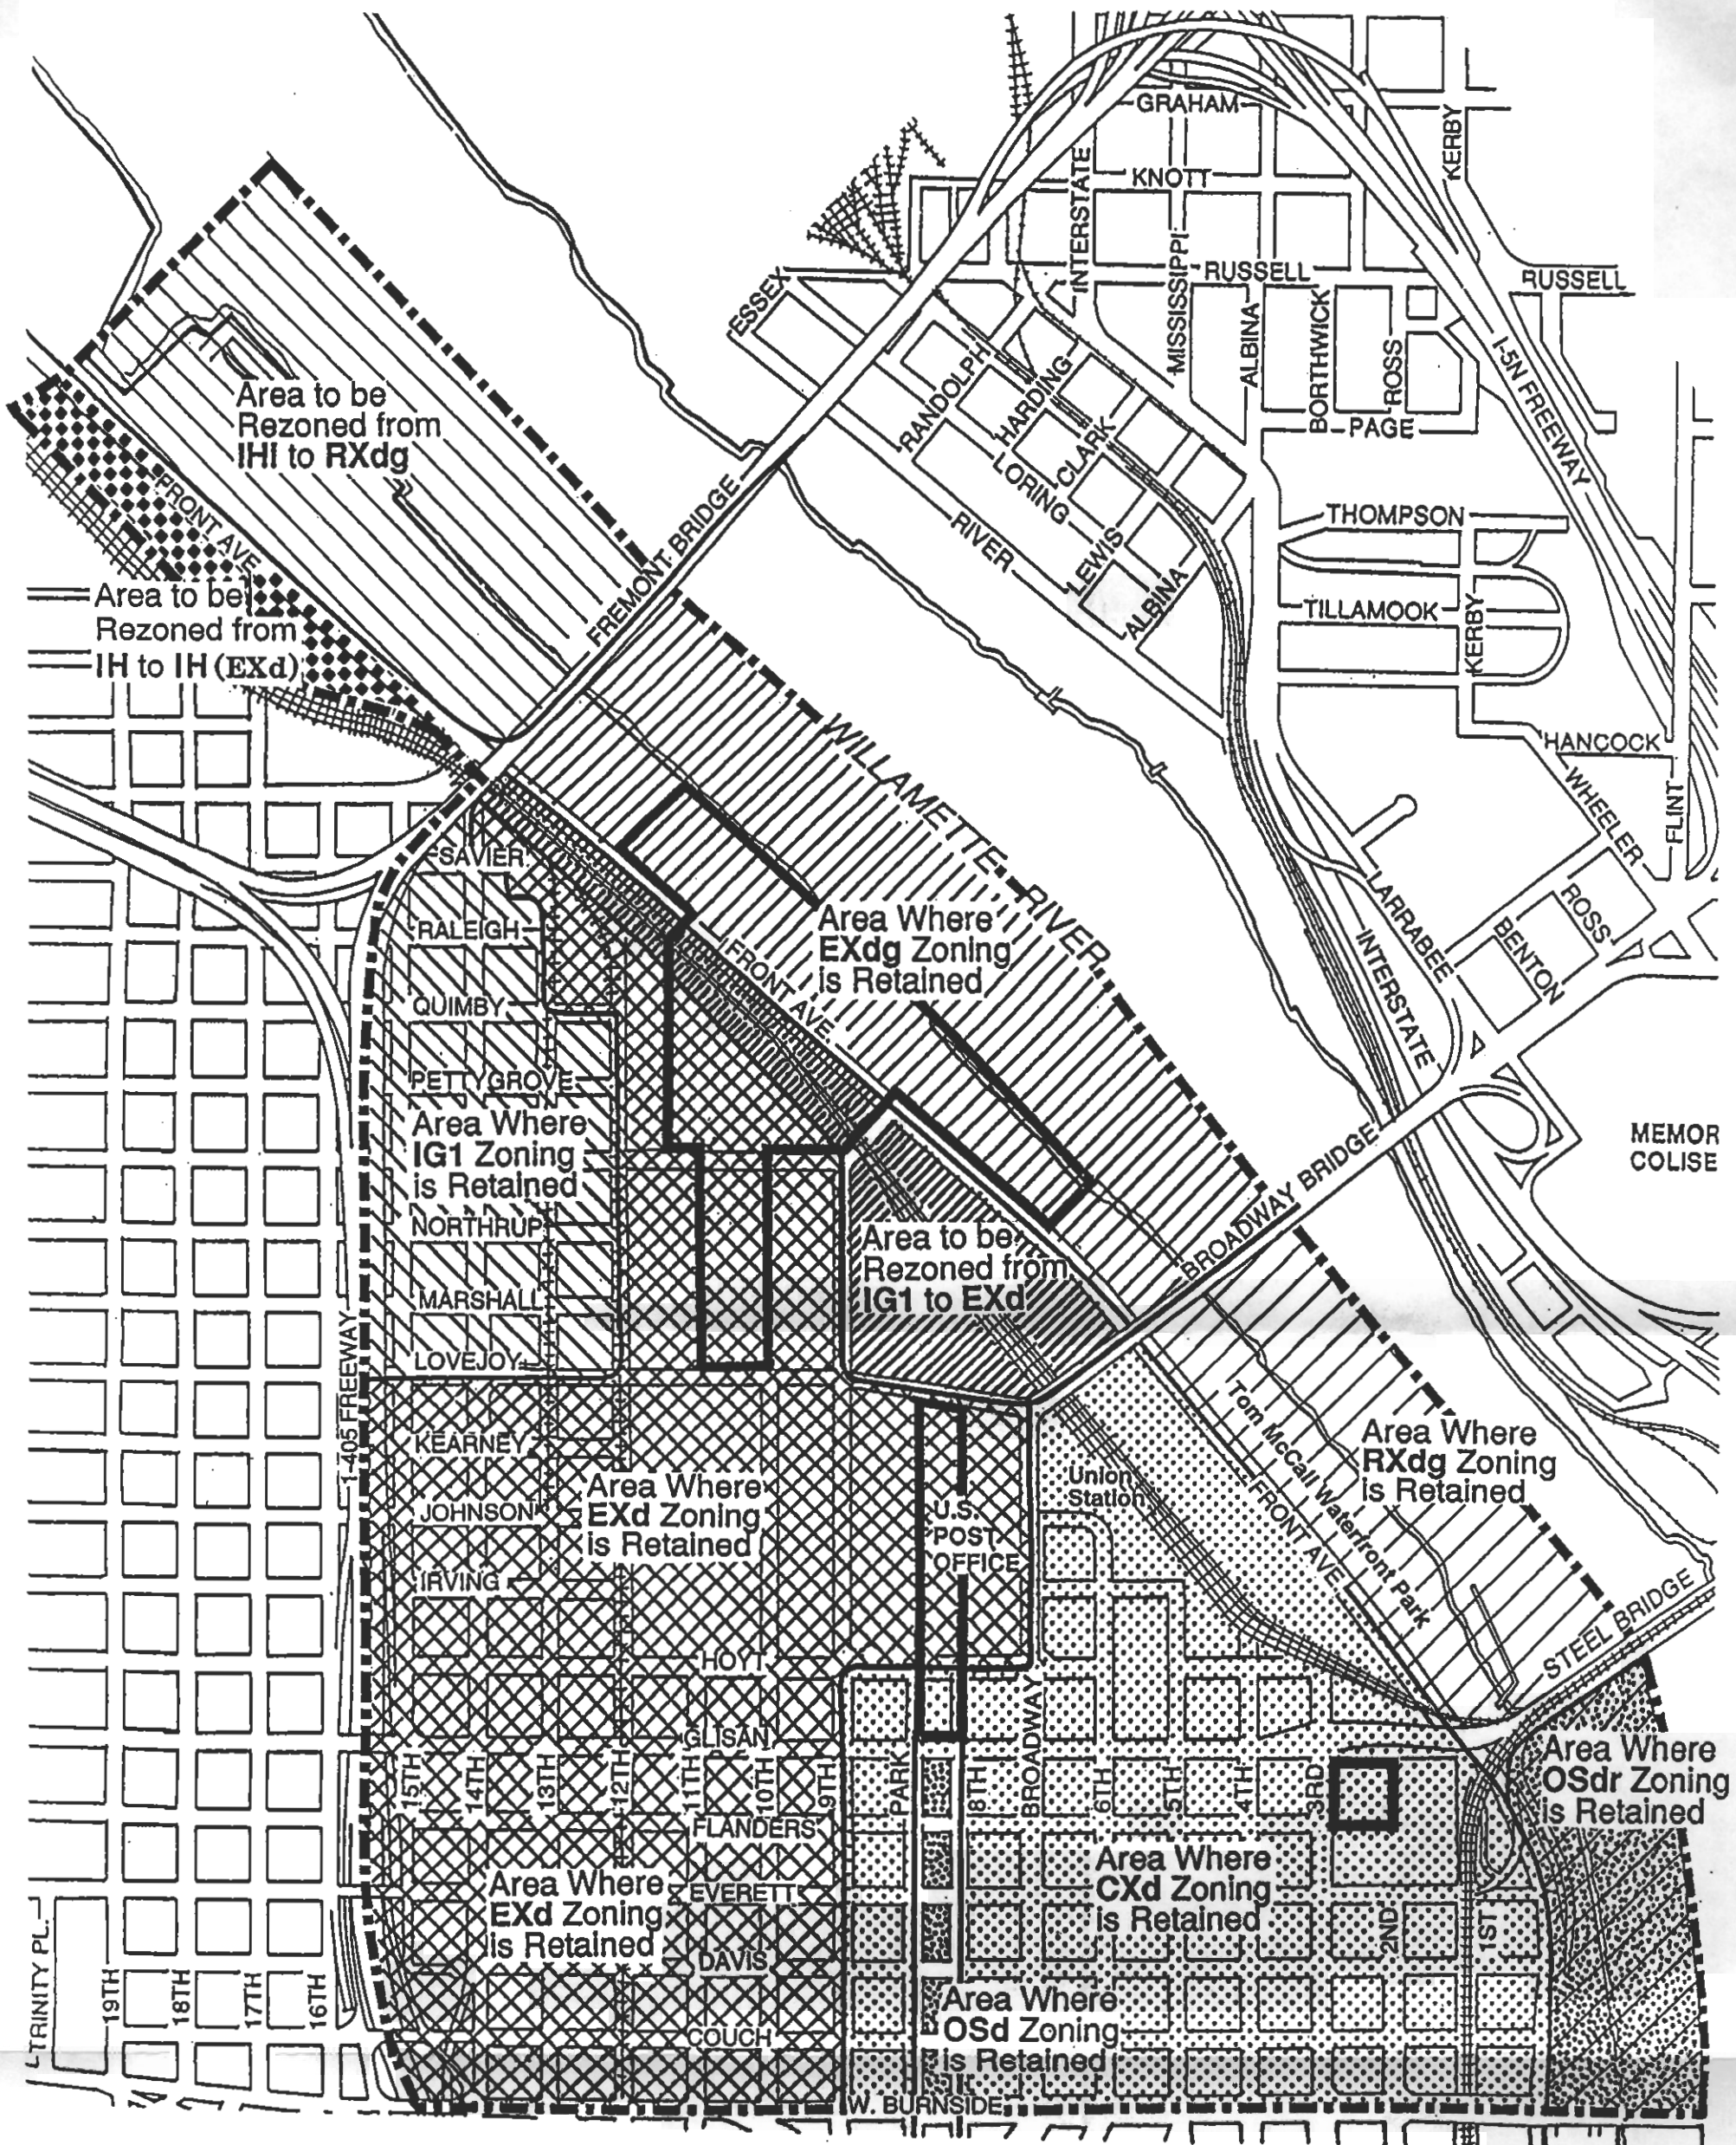 GRAHAM
KERBY
KNOTT
INTERSTATE
MISSISSIPPI
RUSSELL
RUSSELL
ESSEX
ALBINA
BORTHWICK
ROSS
I-5N FREEWAY
RANDOLPH
HARDING
CLARK
LORING
PAGE
RIVER
LEWIS
ALBINA
THOMPSON
TILLAMOOK
KERBY
HANCOCK
WHEELER
FLINT
Area to be
Rezoned from
IHI to RXdg
FRONT AVE.
Area to be
Rezoned from
IH to IH (EXd)
FREMONT BRIDGE
WILLAMETTE RIVER
LARRABEE
ROSS
BENTON
INTERSTATE
SAVIER
RALEIGH
QUIMBY
PETTYGROVE
Area Where
EXdg Zoning
is Retained
FRONT AVE.
Area Where
IG1 Zoning
is Retained
NORTHRUP
MARSHALL
LOVEJOY
MEMOR
COLISE
BROADWAY BRIDGE
Area to be
Rezoned from
IG1 to EXd
I-405 FREEWAY
KEARNEY
JOHNSON
IRVING
Area Where
EXd Zoning
is Retained
U.S.
POST
OFFICE
Union
Station
Tom McCall Waterfront Park
FRONT AVE.
Area Where
RXdg Zoning
is Retained
STEEL BRIDGE
HOYT
GLISAN
15TH
14TH
13TH
12TH
11TH
10TH
9TH
PARK
8TH
BROADWAY
6TH
5TH
4TH
3RD
Area Where
OSdr Zoning
is Retained
FLANDERS
EVERETT
Area Where
EXd Zoning
is Retained
Area Where
CXd Zoning
is Retained
2ND
1ST
DAVIS
TRINITY PL.
19TH
18TH
17TH
16TH
Area Where
OSd Zoning
is Retained
COUCH
W. BURNSIDE